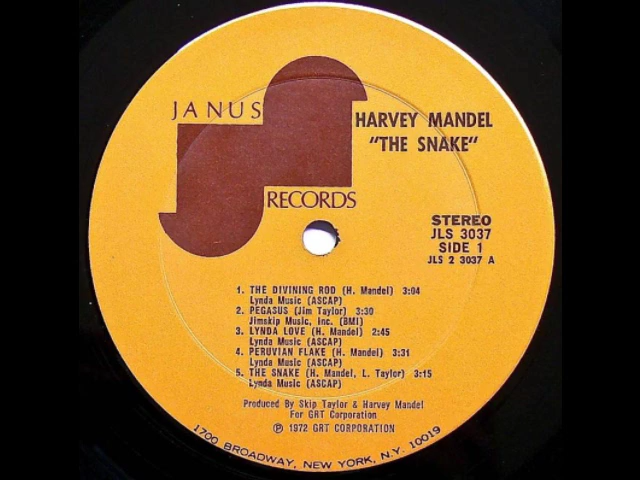 JANUS
RECORDS
HARVEY MANDEL
"THE SNAKE"
STEREO
JLS 3037
SIDE 1
JLS 2 3037 A
1. THE DIVINING ROD (H. Mandel) 3:04
Lynda Music (ASCAP)
2. PEGASUS (Jim Taylor) 3:30
Jimskip Music, Inc. (BMI)
3. LYNDA LOVE (H. Mandel) 2:45
Lynda Music (ASCAP)
4. PERUVIAN FLAKE (H. Mandel) 3:31
Lynda Music (ASCAP)
5. THE SNAKE (H. Mandel, L. Taylor) 3:15
Lynda Music (ASCAP)
Produced By Skip Taylor & Harvey Mandel
For GRT Corporation
℗ 1972 GRT CORPORATION
1700 BROADWAY, NEW YORK, N.Y. 10019